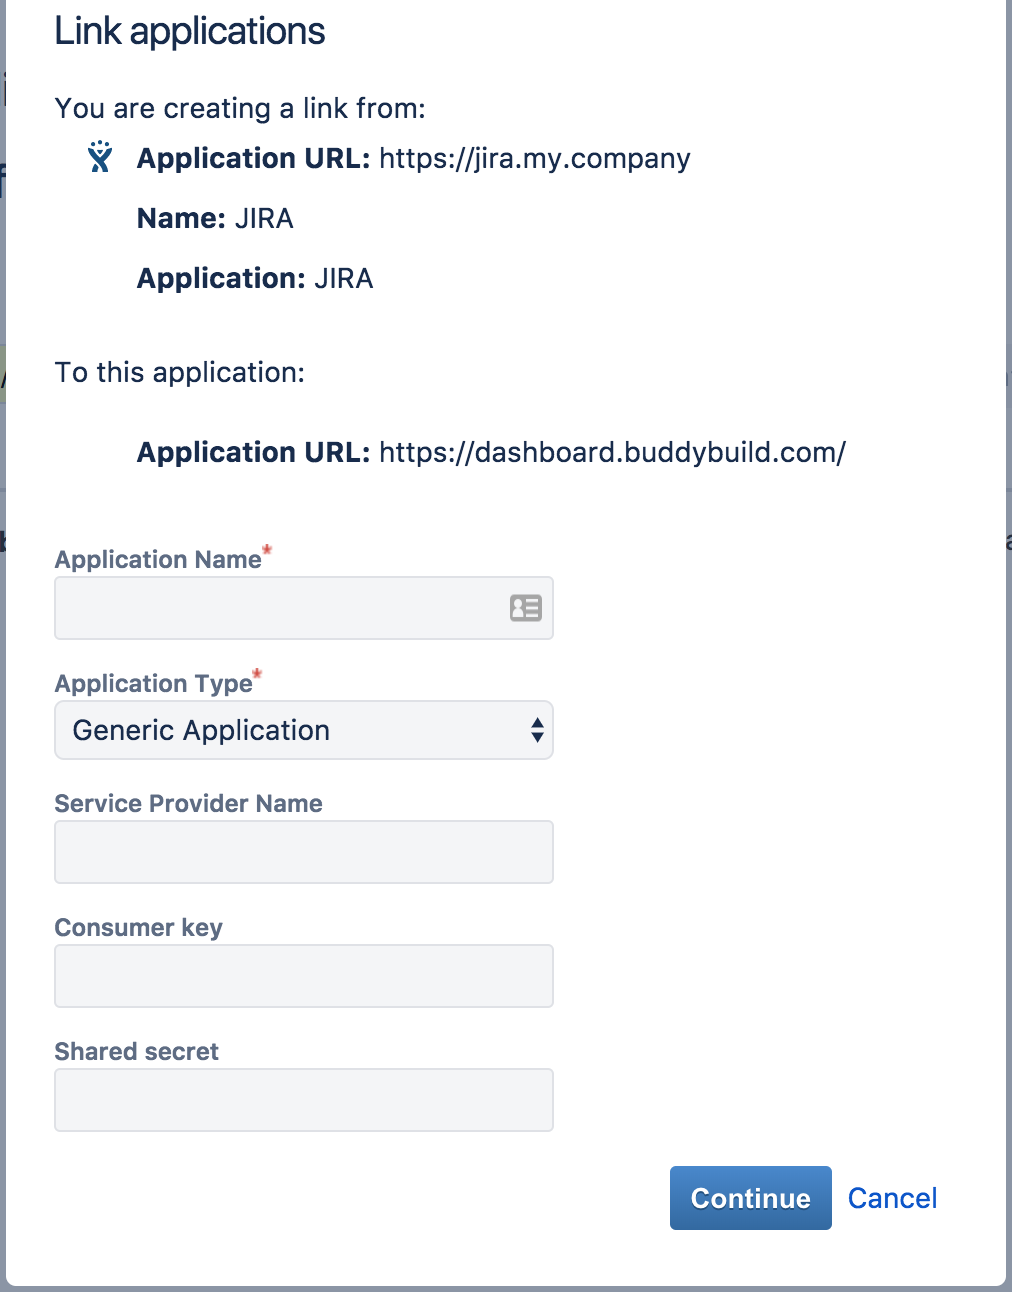 Link applications
You are creating a link from:
Application URL: https://jira.my.company
Name: JIRA
Application: JIRA
To this application:
Application URL: https://dashboard.buddybuild.com/
Application Name*
Application Type*
Generic Application
Service Provider Name
Consumer key
Shared secret
Continue Cancel